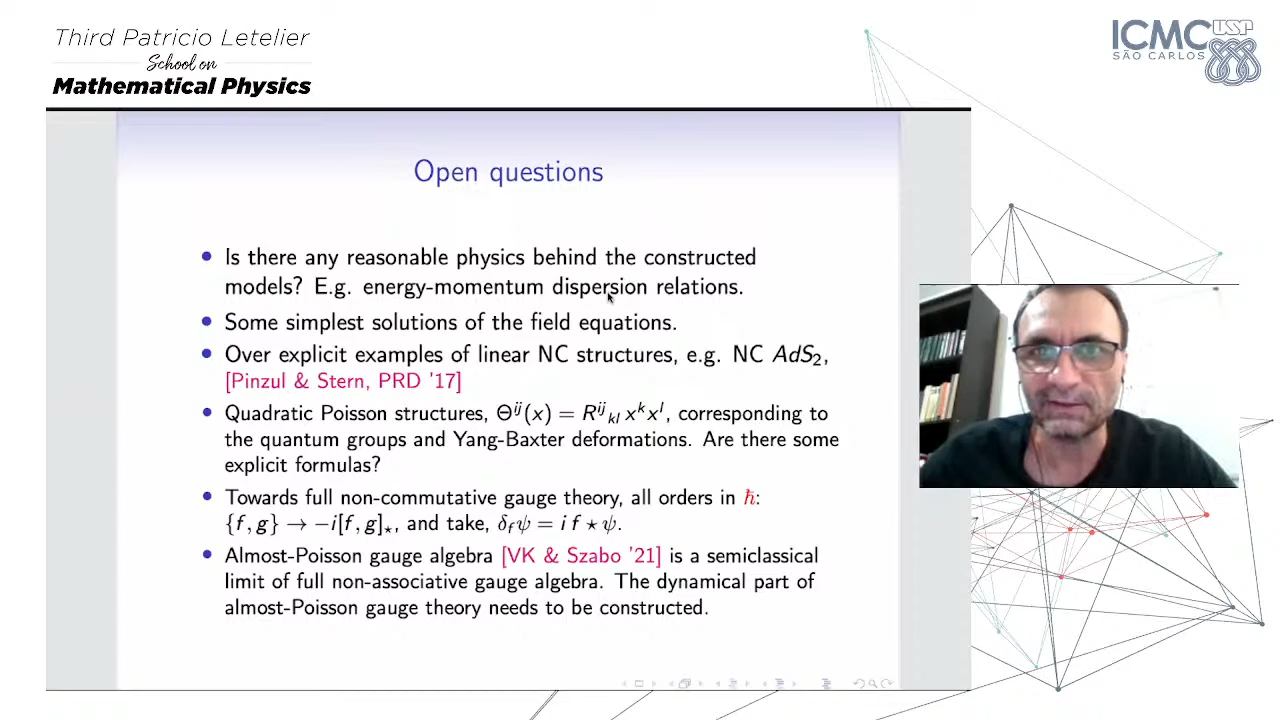 Third Patricio Letelier
School on
Mathematical Physics
ICMC USP
SÃO CARLOS
Open questions
• Is there any reasonable physics behind the constructed
models? E.g. energy-momentum dispersion relations.
• Some simplest solutions of the field equations.
• Over explicit examples of linear NC structures, e.g. NC AdS₂,
[Pinzul & Stern, PRD '17]
• Quadratic Poisson structures, Θ^{ij}(x) = R^{ij}_{kl} x^k x^l, corresponding to
the quantum groups and Yang-Baxter deformations. Are there some
explicit formulas?
• Towards full non-commutative gauge theory, all orders in ħ:
{f, g} → −i[f, g]⋆, and take, δ_f ψ = i f ⋆ ψ.
• Almost-Poisson gauge algebra [VK & Szabo '21] is a semiclassical
limit of full non-associative gauge algebra. The dynamical part of
almost-Poisson gauge theory needs to be constructed.